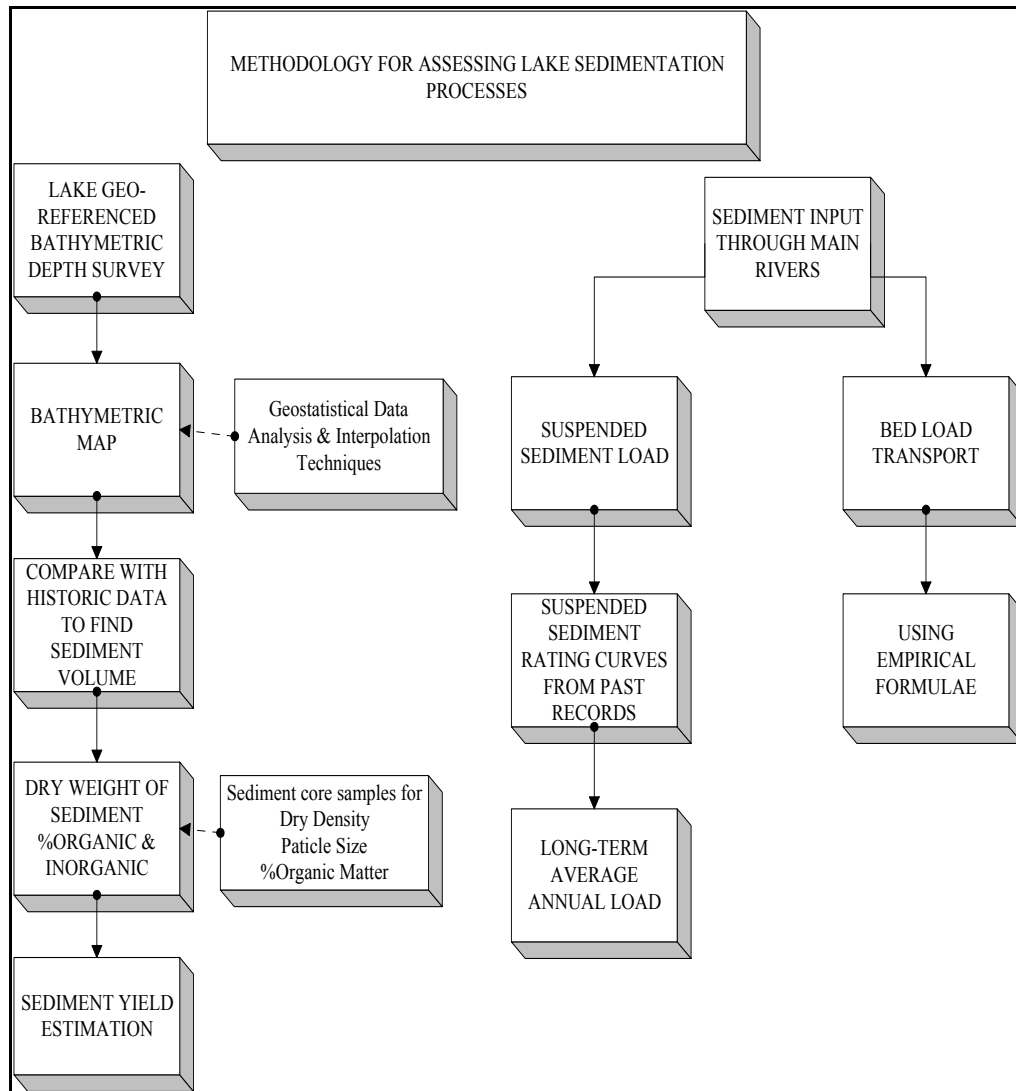 METHODOLOGY FOR ASSESSING LAKE SEDIMENTATION
PROCESSES
LAKE GEO-
REFERENCED
BATHYMETRIC
DEPTH SURVEY
SEDIMENT INPUT
THROUGH MAIN
RIVERS
BATHYMETRIC
MAP
Geostatistical Data
Analysis & Interpolation
Techniques
SUSPENDED
SEDIMENT LOAD
BED LOAD
TRANSPORT
COMPARE WITH
HISTORIC DATA
TO FIND
SEDIMENT
VOLUME
SUSPENDED
SEDIMENT
RATING CURVES
FROM PAST
RECORDS
USING
EMPIRICAL
FORMULAE
DRY WEIGHT OF
SEDIMENT
%ORGANIC &
INORGANIC
Sediment core samples for
Dry Density
Paticle Size
%Organic Matter
LONG-TERM
AVERAGE
ANNUAL LOAD
SEDIMENT YIELD
ESTIMATION